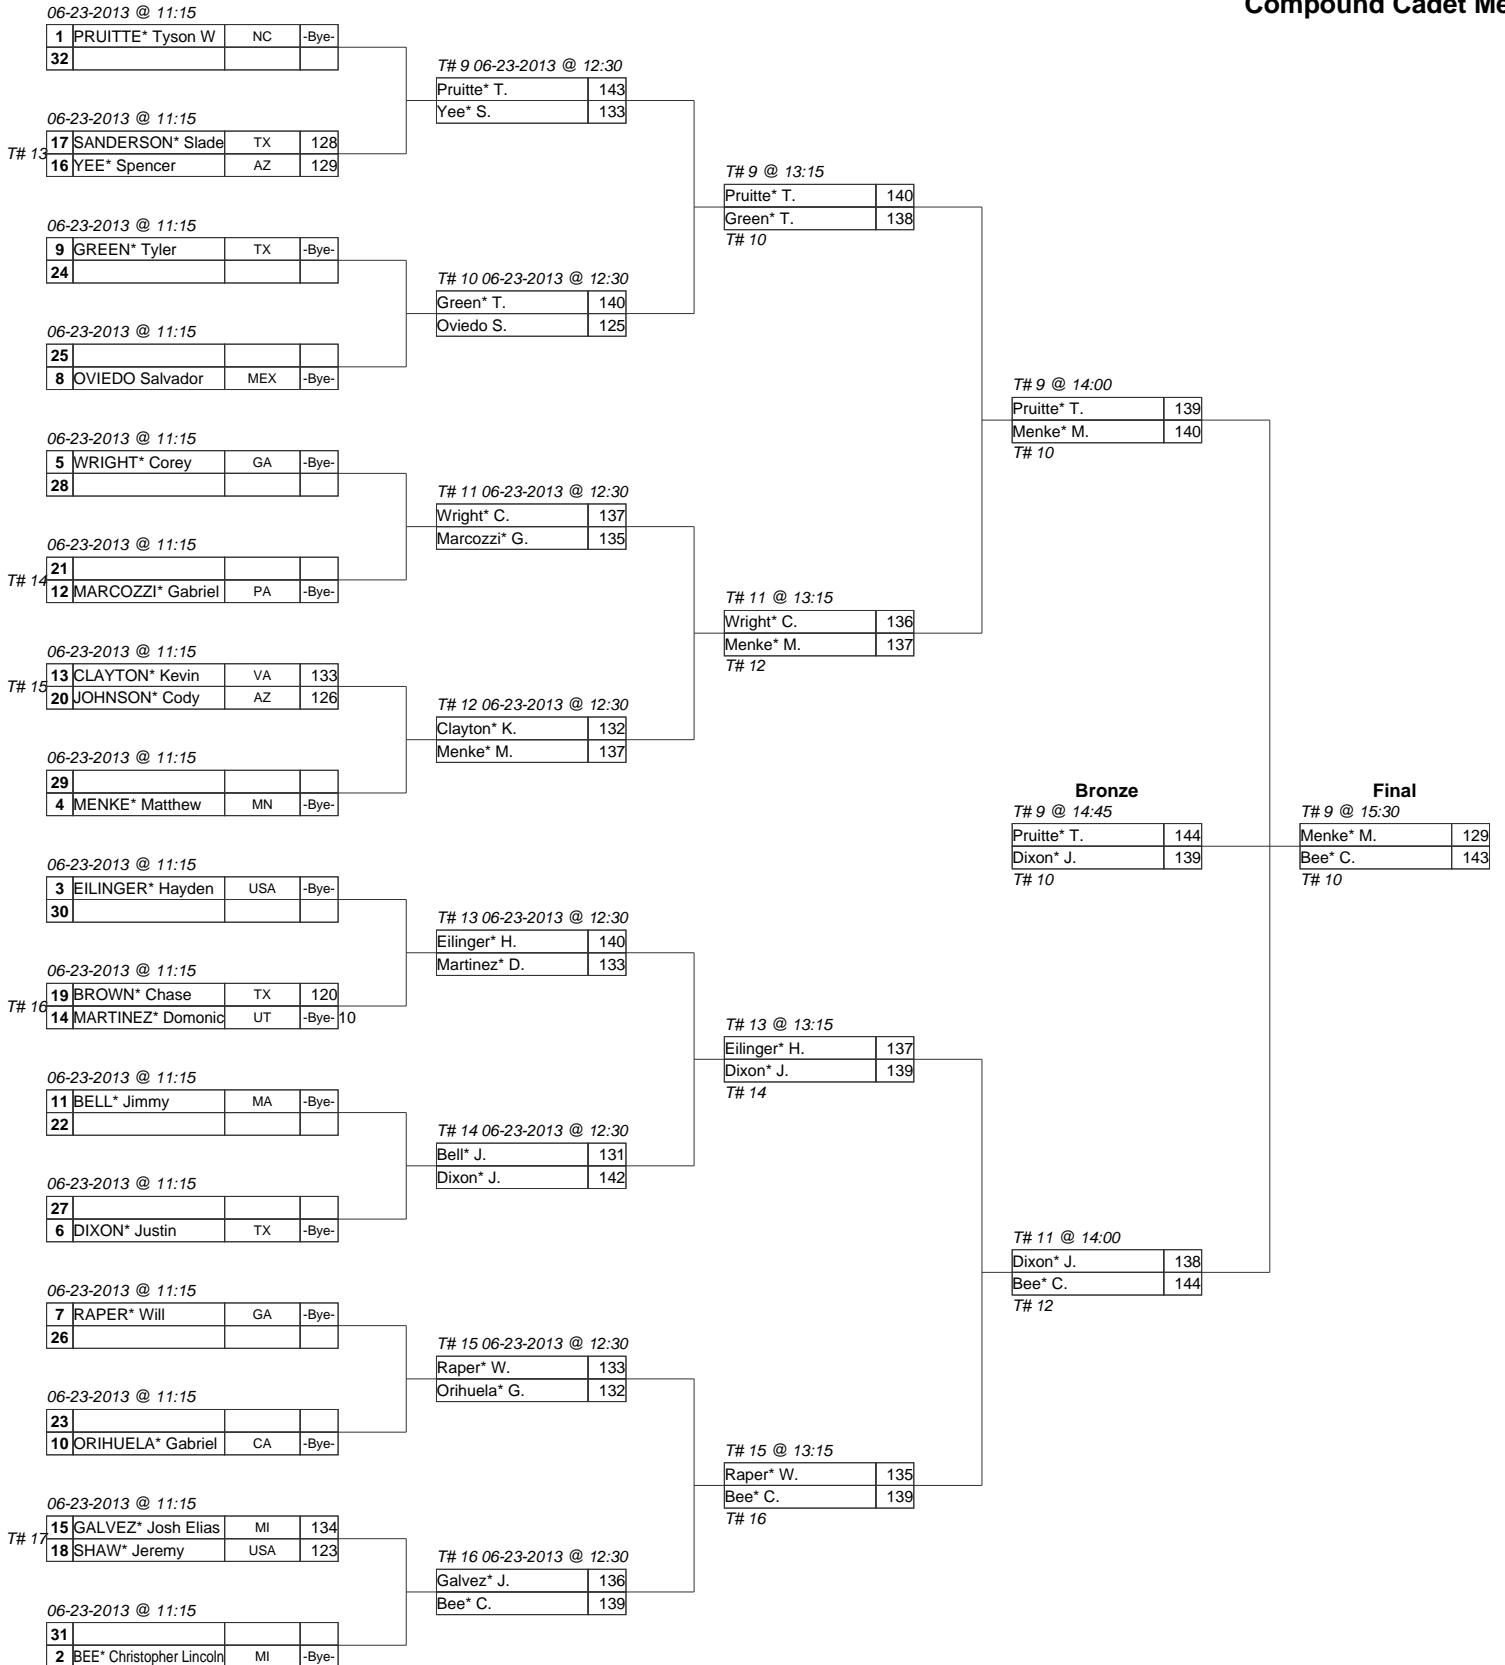 Compound Cadet Me
06-23-2013 @ 11:15
1 PRUITTE* Tyson W NC -Bye-
32
T# 9 06-23-2013 @ 12:30
Pruitte* T. 143
Yee* S. 133
06-23-2013 @ 11:15
T# 13
17 SANDERSON* Slade TX 128
16 YEE* Spencer AZ 129
T# 9 @ 13:15
Pruitte* T. 140
Green* T. 138
T# 10
06-23-2013 @ 11:15
9 GREEN* Tyler TX -Bye-
24
T# 10 06-23-2013 @ 12:30
Green* T. 140
Oviedo S. 125
06-23-2013 @ 11:15
25
8 OVIEDO Salvador MEX -Bye-
T# 9 @ 14:00
Pruitte* T. 139
Menke* M. 140
T# 10
06-23-2013 @ 11:15
5 WRIGHT* Corey GA -Bye-
28
T# 11 06-23-2013 @ 12:30
Wright* C. 137
Marcozzi* G. 135
06-23-2013 @ 11:15
T# 14
21
12 MARCOZZI* Gabriel PA -Bye-
T# 11 @ 13:15
Wright* C. 136
Menke* M. 137
T# 12
06-23-2013 @ 11:15
T# 15
13 CLAYTON* Kevin VA 133
20 JOHNSON* Cody AZ 126
T# 12 06-23-2013 @ 12:30
Clayton* K. 132
Menke* M. 137
06-23-2013 @ 11:15
29
4 MENKE* Matthew MN -Bye-
Bronze
T# 9 @ 14:45
Pruitte* T. 144
Dixon* J. 139
T# 10
Final
T# 9 @ 15:30
Menke* M. 129
Bee* C. 143
T# 10
06-23-2013 @ 11:15
3 EILINGER* Hayden USA -Bye-
30
T# 13 06-23-2013 @ 12:30
Eilinger* H. 140
Martinez* D. 133
06-23-2013 @ 11:15
T# 16
19 BROWN* Chase TX 120
14 MARTINEZ* Domonic UT -Bye- 10
T# 13 @ 13:15
Eilinger* H. 137
Dixon* J. 139
T# 14
06-23-2013 @ 11:15
11 BELL* Jimmy MA -Bye-
22
T# 14 06-23-2013 @ 12:30
Bell* J. 131
Dixon* J. 142
06-23-2013 @ 11:15
27
6 DIXON* Justin TX -Bye-
T# 11 @ 14:00
Dixon* J. 138
Bee* C. 144
T# 12
06-23-2013 @ 11:15
7 RAPER* Will GA -Bye-
26
T# 15 06-23-2013 @ 12:30
Raper* W. 133
Orihuela* G. 132
06-23-2013 @ 11:15
23
10 ORIHUELA* Gabriel CA -Bye-
T# 15 @ 13:15
Raper* W. 135
Bee* C. 139
T# 16
06-23-2013 @ 11:15
T# 17
15 GALVEZ* Josh Elias MI 134
18 SHAW* Jeremy USA 123
T# 16 06-23-2013 @ 12:30
Galvez* J. 136
Bee* C. 139
06-23-2013 @ 11:15
31
2 BEE* Christopher Lincoln MI -Bye-